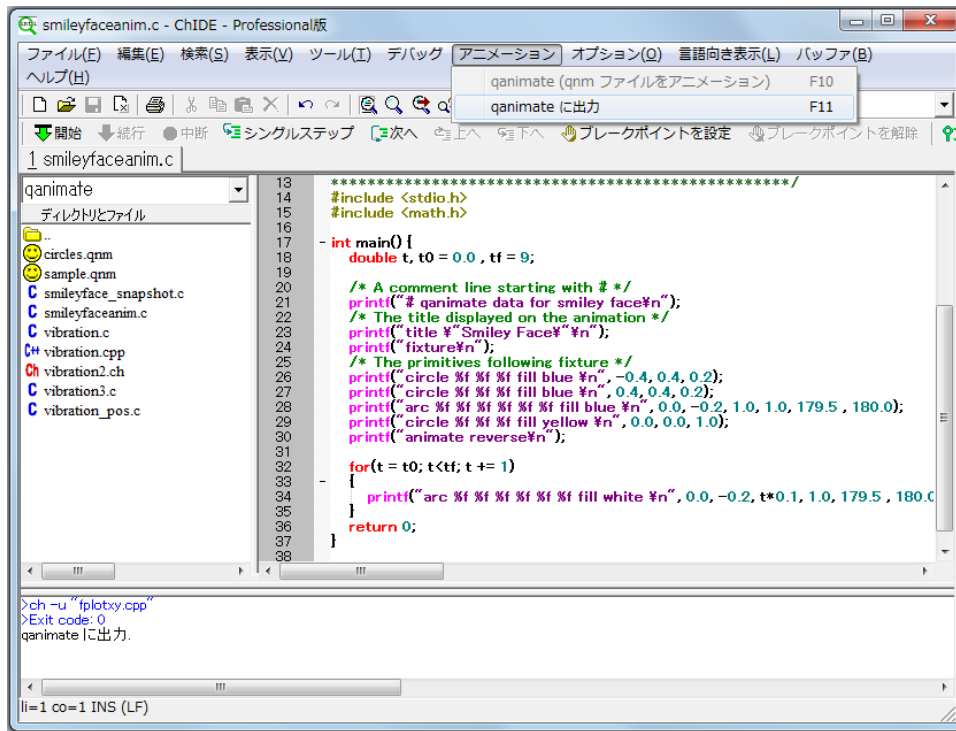 smileyfaceanim.c - ChIDE - Professional版
ファイル(F) 編集(E) 検索(S) 表示(V) ツール(T) デバッグ アニメーション オプション(O) 言語向き表示(L) バッファ(B)
ヘルプ(H)
qanimate (qnm ファイルをアニメーション) F10
qanimate に出力 F11
開始 続行 中断 シングルステップ 次へ 上へ 下へ ブレークポイントを設定 ブレークポイントを解除
1 smileyfaceanim.c
qanimate
ディレクトリとファイル
..
circles.qnm
sample.qnm
smileyface_snapshot.c
smileyfaceanim.c
vibration.c
vibration.cpp
vibration2.ch
vibration3.c
vibration_pos.c
13 **************************************************/
14 #include <stdio.h>
15 #include <math.h>
16
17 - int main() {
18 double t, t0 = 0.0 , tf = 9;
19
20 /* A comment line starting with # */
21 printf("# qanimate data for smiley face¥n");
22 /* The title displayed on the animation */
23 printf("title ¥"Smiley Face¥"¥n");
24 printf("fixture¥n");
25 /* The primitives following fixture */
26 printf("circle %f %f %f fill blue ¥n", -0.4, 0.4, 0.2);
27 printf("circle %f %f %f fill blue ¥n", 0.4, 0.4, 0.2);
28 printf("arc %f %f %f %f %f %f fill blue ¥n", 0.0, -0.2, 1.0, 1.0, 179.5 , 180.0);
29 printf("circle %f %f %f fill yellow ¥n", 0.0, 0.0, 1.0);
30 printf("animate reverse¥n");
31
32 for(t = t0; t<tf; t += 1)
33 - {
34 printf("arc %f %f %f %f %f %f fill white ¥n", 0.0, -0.2, t*0.1, 1.0, 179.5 , 180.0
35 }
36 return 0;
37 }
38
>ch -u "fplotxy.cpp"
>Exit code: 0
qanimate に出力.
li=1 co=1 INS (LF)